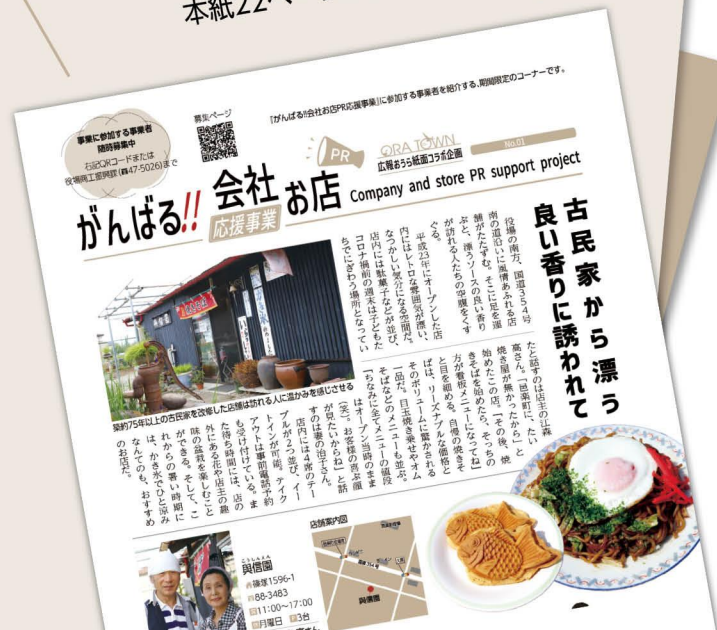 本紙22ペ
事業に参加する事業者
随時募集中
右記QRコードまたは
役場商工振興課(☎47-5026)まで
募集ページ
『がんばる!!会社お店PR応援事業』に参加する事業者を紹介する、期間限定のコーナーです。
PR
ORA TOWN
広報おうら紙面コラボ企画
No.01
がんばる!! 会社 お店
応援事業
Company and store PR support project
古民家から漂う
良い香りに誘われて
役場の南方、国道354号
南の道沿いに風情あふれる店
舗がたたずむ。そこに足を運
ぶと、漂うソースの良い香り
が訪れる人たちの空腹をくす
ぐる。
平成23年にオープンした店
内にはレトロな雰囲気が漂い、
なつかしい気分になる空間だ。
店内には駄菓子などが並び、
コロナ禍前の週末は子どもた
ちでにぎわう場所となってい
たと話すのは店主の江森
高さん。「邑楽町に、たい
焼き屋が無かったから」と
始めたこの店。「その後、焼
きそばを始めたら、そっちの
方が看板メニューになってね」
と目を細める。自慢の焼きそ
ばは、リーズナブルな価格と
そのボリュームに驚かされる
一品だ。目玉焼き乗せやオム
そばなどのメニューも並ぶ。
「ちなみに全てメニューの値段
はオープン当時のまま
(笑)。お客様の喜ぶ顔
が見たいからね」と話
すのは妻の治子さん。
店内には4席のテー
ブルが2つ並び、イー
トインが可能。テイク
アウトは事前電話予約
も受け付けている。ま
た待ち時間には、店の
外にある花や店主の趣
味の盆栽を楽しむこと
ができる。そして、こ
れからの暑い時期に
は、かき氷でひと涼み
なんてのも、おすすめ
のお店だ。
築約75年以上の古民家を改修した店舗は訪れる人に温かみを感じさせる
店舗案内図
こうしんえん
與信園
篠塚1596-1
88-3483
11:00〜17:00
月曜日 P3台
與信園